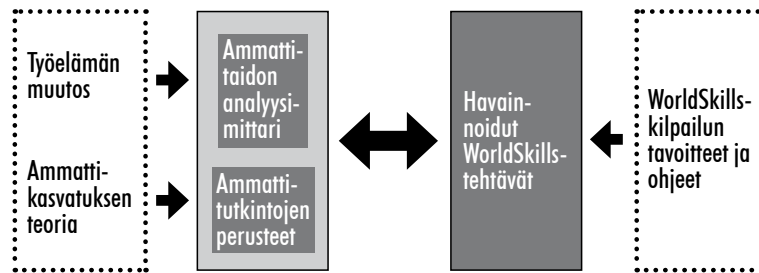 Työelämän
muutos
Ammatti-
kasvatuksen
teoria
Ammatti-
taidon
analyysi-
mittari
Ammatti-
tutkintojen
perusteet
Havain-
noidut
WorldSkills-
tehtävät
WorldSkills-
kilpailun
tavoitteet ja
ohjeet